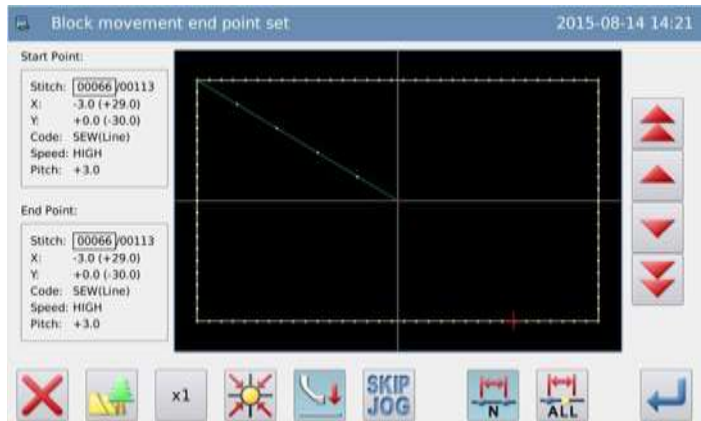 Block movement end point set 2015-08-14 14:21
Start Point:
Stitch: 00066/00113
X: -3.0 (+29.0)
Y: +0.0 (-30.0)
Code: SEW(Line)
Speed: HIGH
Pitch: +3.0
End Point:
Stitch: 00066/00113
X: -3.0 (+29.0)
Y: +0.0 (-30.0)
Code: SEW(Line)
Speed: HIGH
Pitch: +3.0
x1
SKIP
JOG
N
ALL